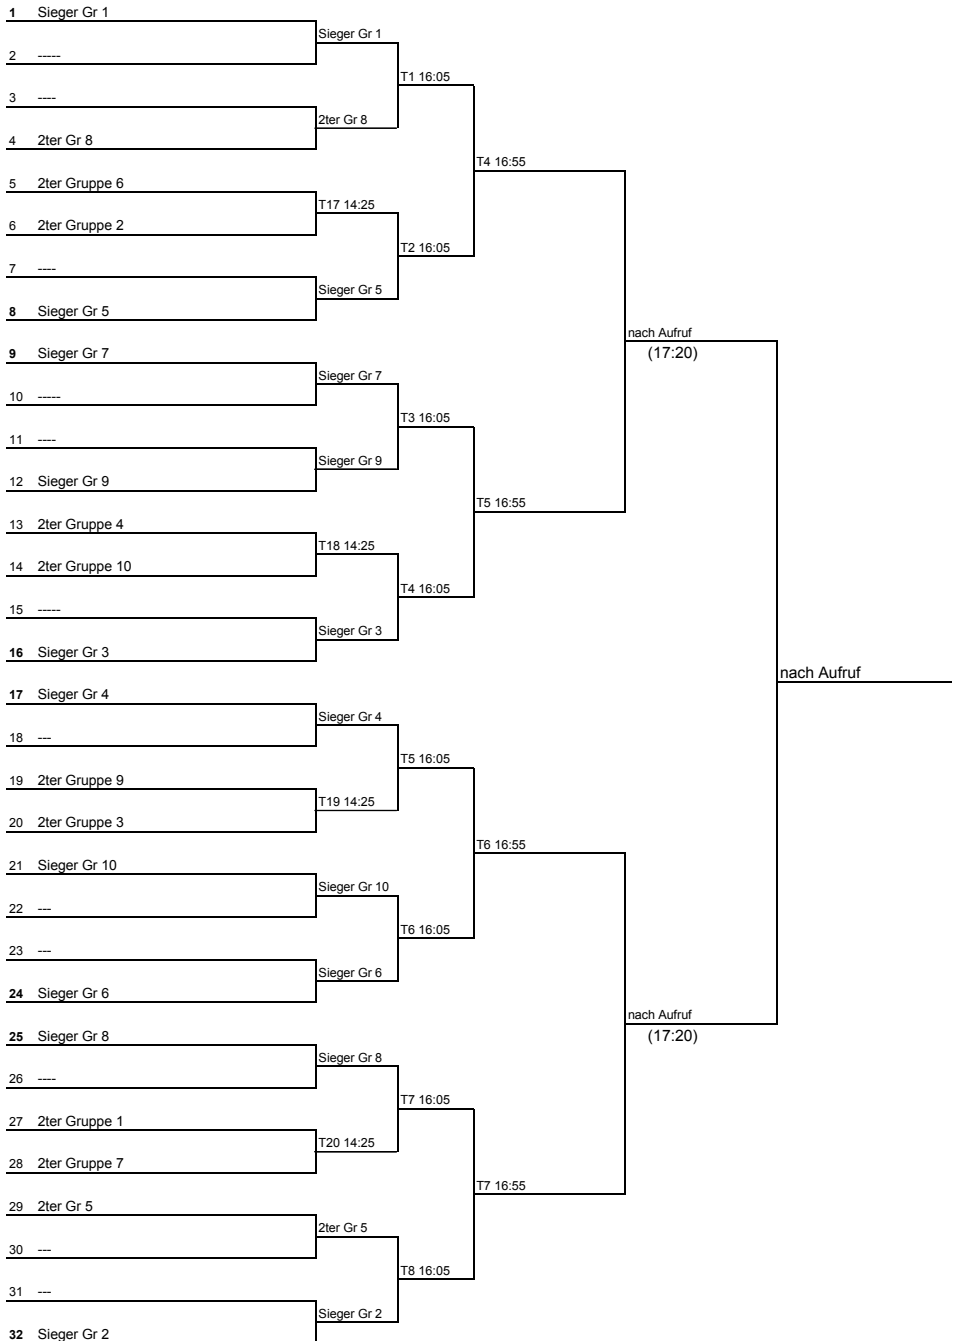 1 Sieger Gr 1
Sieger Gr 1
2 -----
T1 16:05
3 ----
2ter Gr 8
4 2ter Gr 8
T4 16:55
5 2ter Gruppe 6
T17 14:25
6 2ter Gruppe 2
T2 16:05
7 ----
Sieger Gr 5
8 Sieger Gr 5
nach Aufruf
9 Sieger Gr 7
(17:20)
Sieger Gr 7
10 -----
T3 16:05
11 ----
Sieger Gr 9
12 Sieger Gr 9
T5 16:55
13 2ter Gruppe 4
T18 14:25
14 2ter Gruppe 10
T4 16:05
15 -----
Sieger Gr 3
16 Sieger Gr 3
nach Aufruf
17 Sieger Gr 4
Sieger Gr 4
18 ---
T5 16:05
19 2ter Gruppe 9
T19 14:25
20 2ter Gruppe 3
T6 16:55
21 Sieger Gr 10
Sieger Gr 10
22 ---
T6 16:05
23 ---
Sieger Gr 6
24 Sieger Gr 6
nach Aufruf
25 Sieger Gr 8
(17:20)
Sieger Gr 8
26 ----
T7 16:05
27 2ter Gruppe 1
T20 14:25
28 2ter Gruppe 7
T7 16:55
29 2ter Gr 5
2ter Gr 5
30 ---
T8 16:05
31 ---
Sieger Gr 2
32 Sieger Gr 2